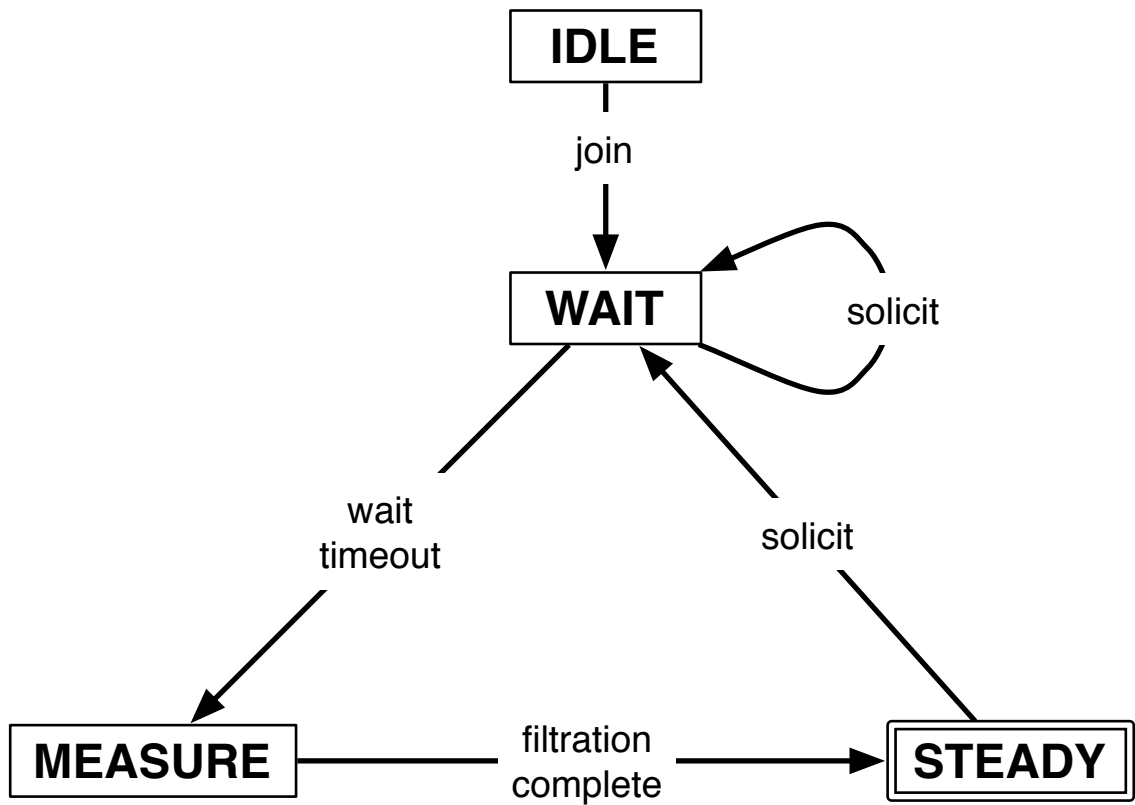 IDLE
join
WAIT
solicit
wait
timeout
solicit
MEASURE
filtration
complete
STEADY